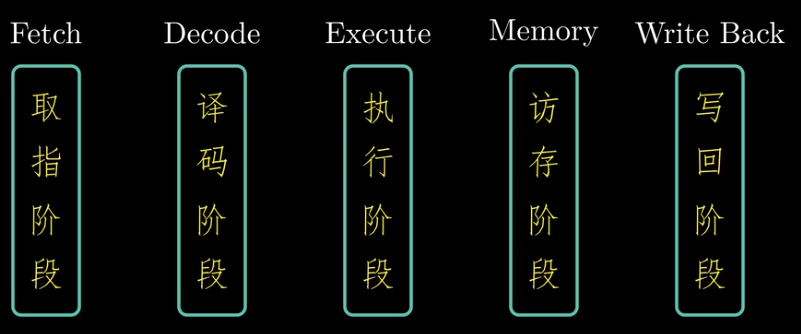 Fetch
Decode
Execute
Memory
Write Back
取指阶段
译码阶段
执行阶段
访存阶段
写回阶段